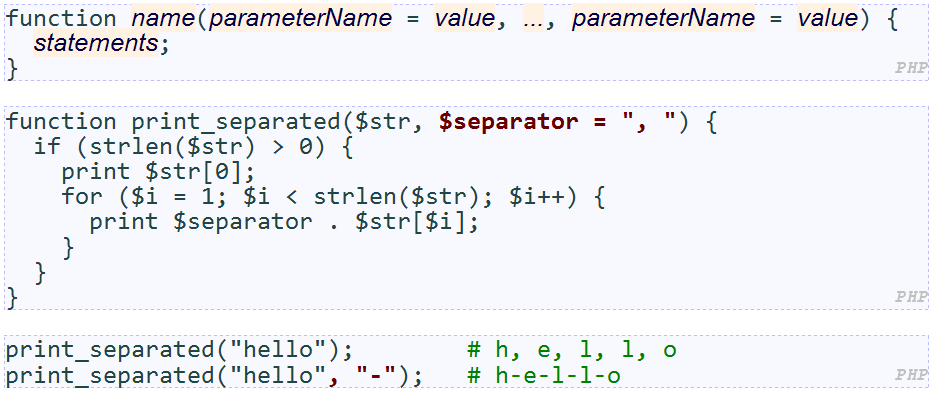 function name(parameterName = value, ..., parameterName = value) {
  statements;
}
PHP
function print_separated($str, $separator = ", ") {
  if (strlen($str) > 0) {
    print $str[0];
    for ($i = 1; $i < strlen($str); $i++) {
      print $separator . $str[$i];
    }
  }
}
PHP
print_separated("hello");        # h, e, l, l, o
print_separated("hello", "-");   # h-e-l-l-o
PHP